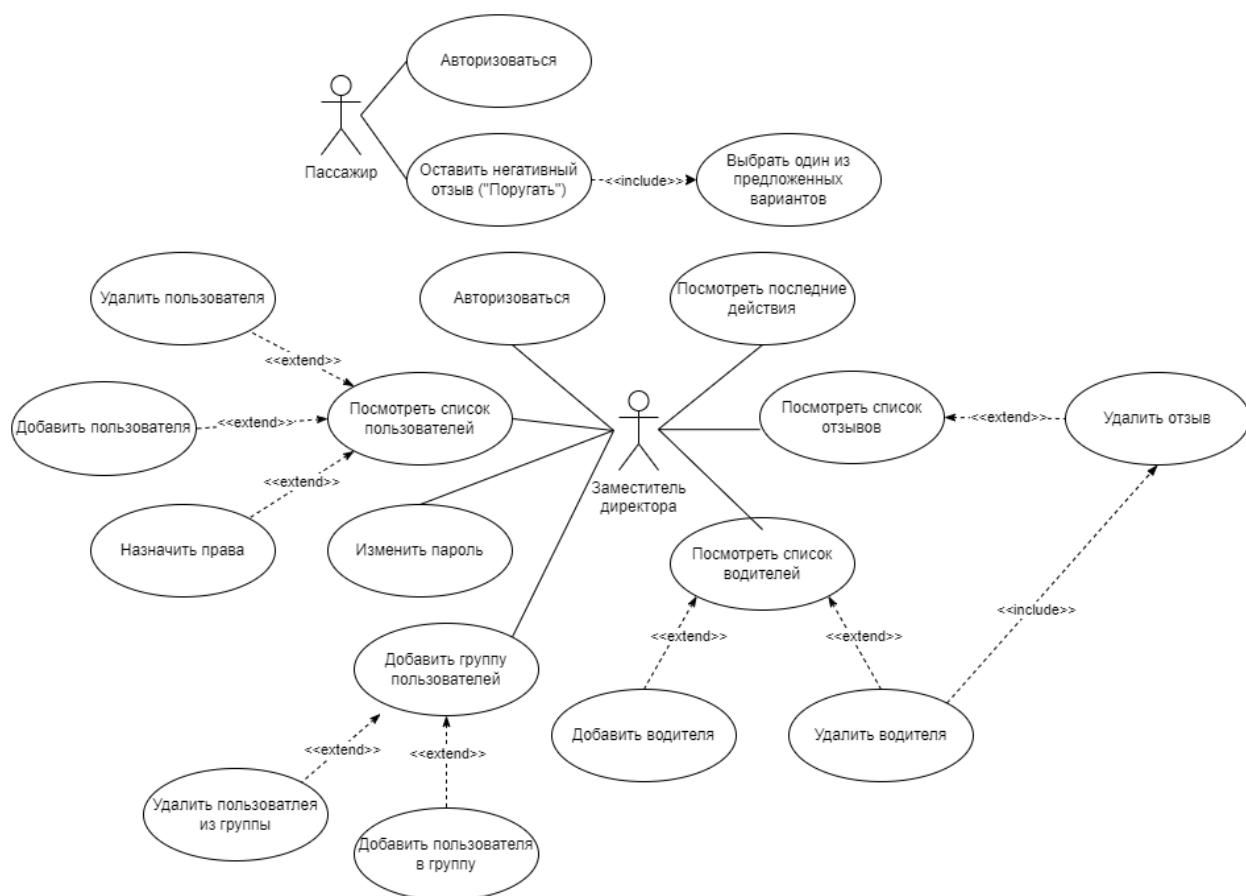 Авторизоваться
Пассажир
Оставить негативный
отзыв ("Поругать")
<<include>>
Выбрать один из
предложенных
вариантов
Удалить пользователя
Авторизоваться
Посмотреть последние
действия
<<extend>>
Добавить пользователя
<<extend>>
Посмотреть список
пользователей
Посмотреть список
отзывов
<<extend>>
Удалить отзыв
<<extend>>
Заместитель
директора
Назначить права
Изменить пароль
Посмотреть список
водителей
<<include>>
<<extend>>
<<extend>>
Добавить группу
пользователей
Добавить водителя
Удалить водителя
<<extend>>
<<extend>>
Удалить пользоватлея
из группы
Добавить пользователя
в группу